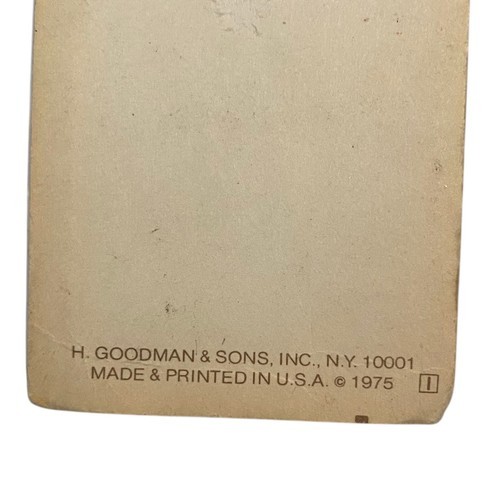 H. GOODMAN & SONS, INC., N.Y. 10001
MADE & PRINTED IN U.S.A. © 1975 I